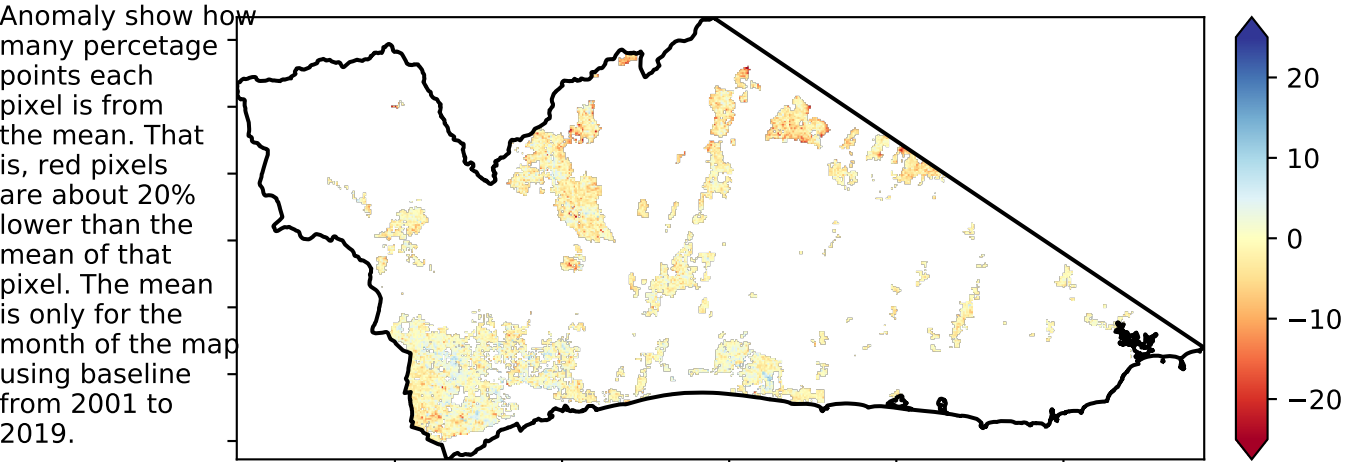 Anomaly show how
many percetage
points each
pixel is from
the mean. That
is, red pixels
are about 20%
lower than the
mean of that
pixel. The mean
is only for the
month of the map
using baseline
from 2001 to
2019.
20
10
0
−10
−20